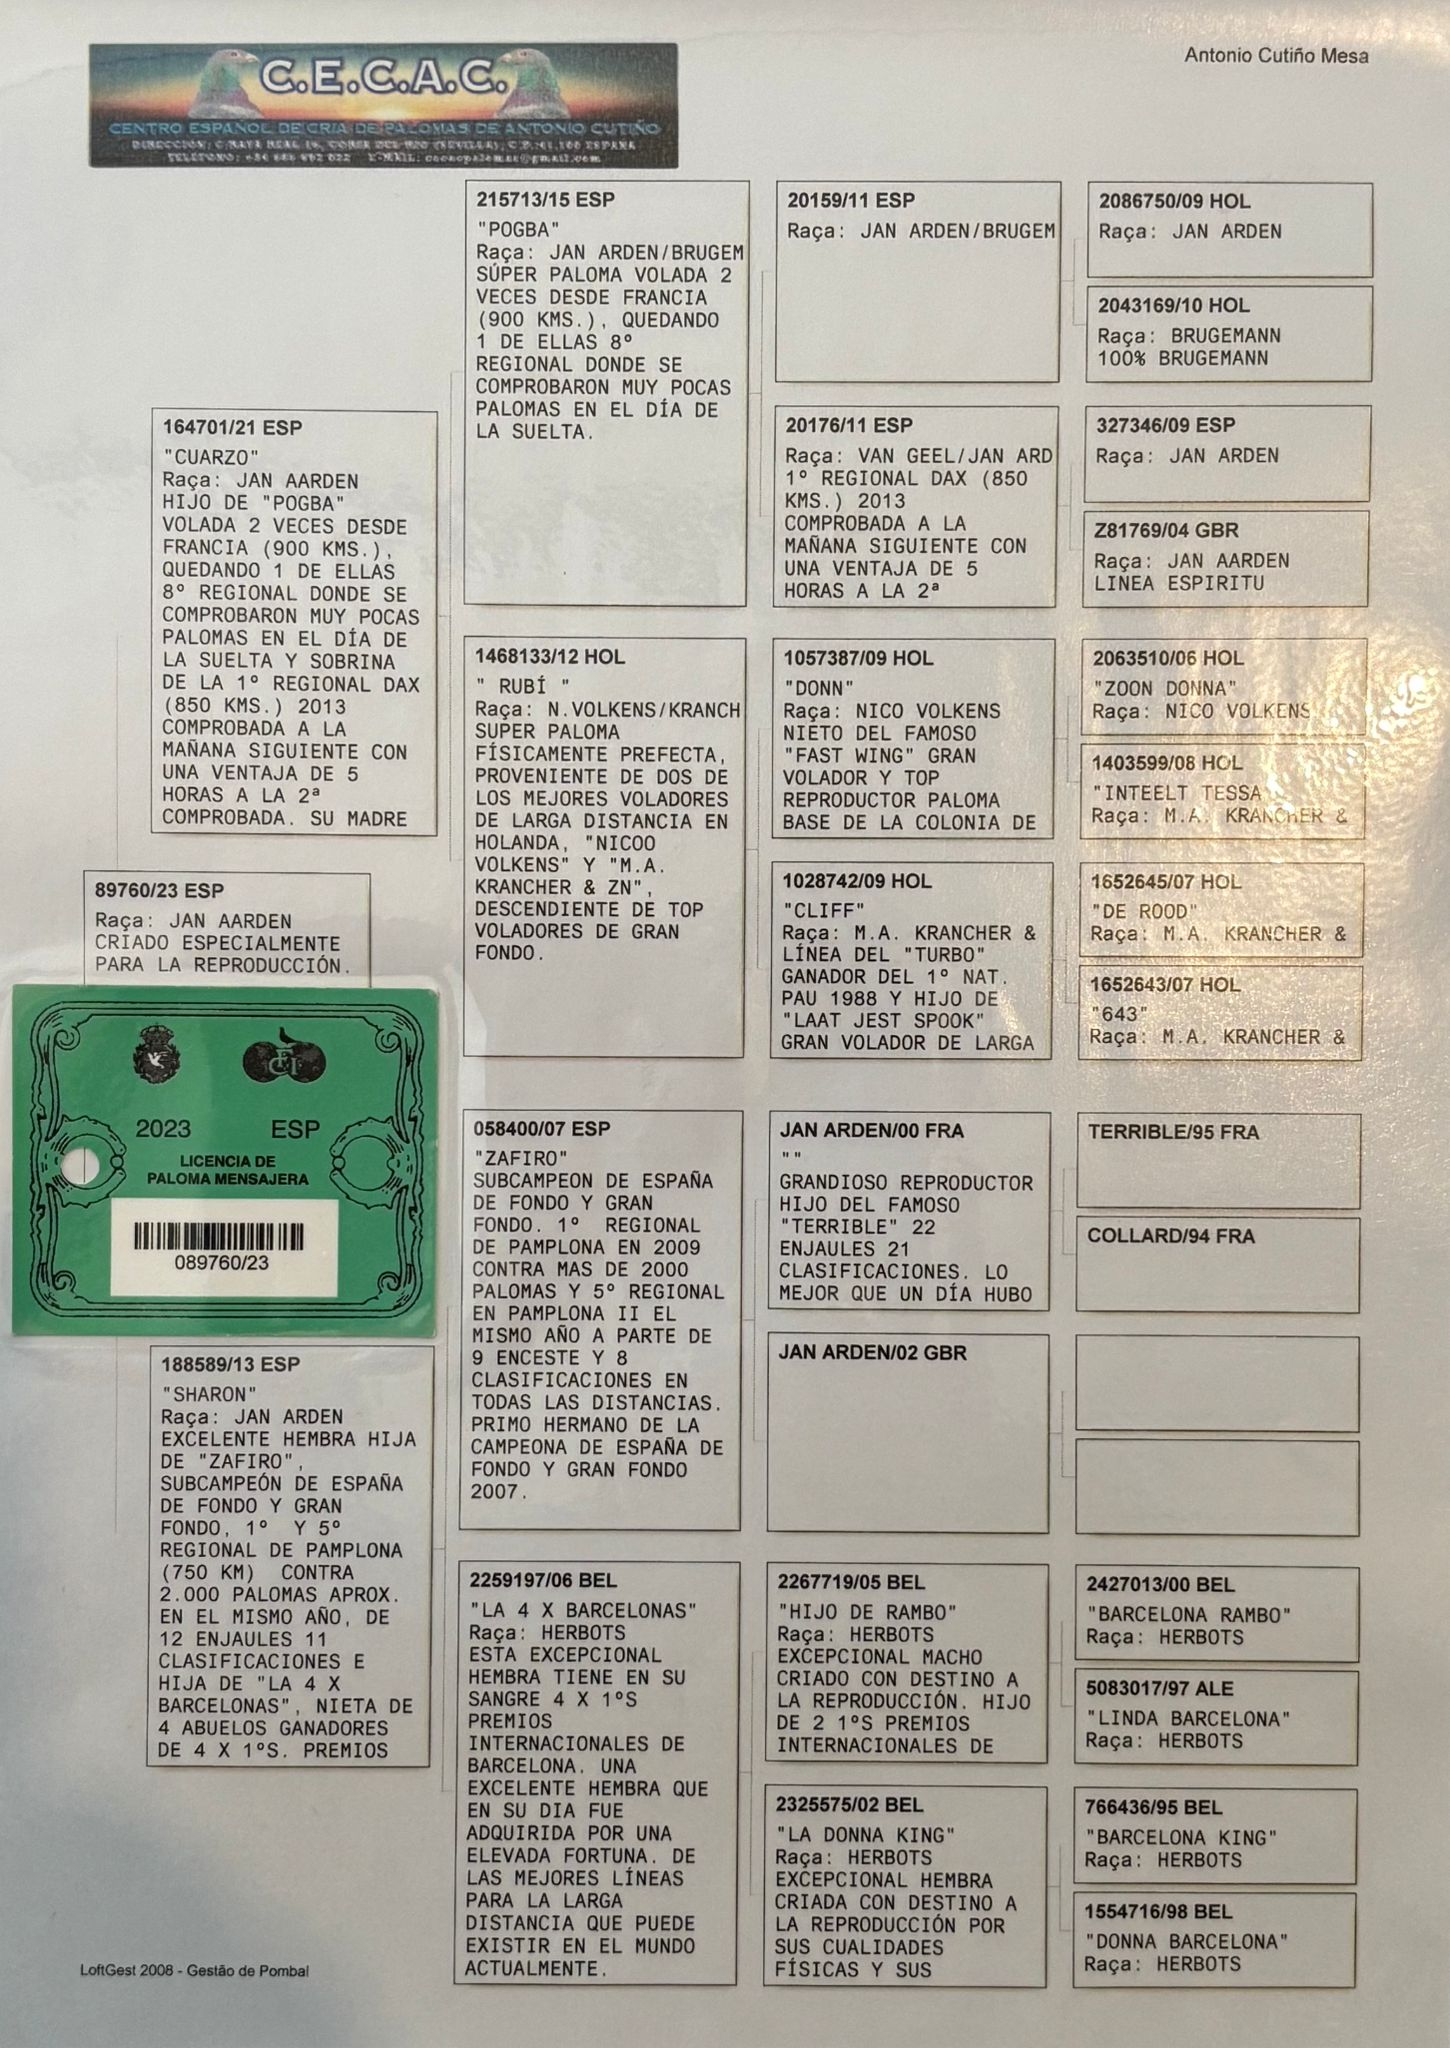 C.E.C.A.C.
CENTRO ESPAÑOL DE CRIA DE PALOMAS DE ANTONIO CUTIÑO
Antonio Cutiño Mesa
164701/21 ESP
"CUARZO"
Raça: JAN AARDEN
HIJO DE "POGBA"
VOLADA 2 VECES DESDE
FRANCIA (900 KMS.),
QUEDANDO 1 DE ELLAS
8º REGIONAL DONDE SE
COMPROBARON MUY POCAS
PALOMAS EN EL DÍA DE
LA SUELTA Y SOBRINA
DE LA 1º REGIONAL DAX
(850 KMS.) 2013
COMPROBADA A LA
MAÑANA SIGUIENTE CON
UNA VENTAJA DE 5
HORAS A LA 2ª
COMPROBADA. SU MADRE
89760/23 ESP
Raça: JAN AARDEN
CRIADO ESPECIALMENTE
PARA LA REPRODUCCIÓN.
2023 ESP
LICENCIA DE
PALOMA MENSAJERA
089760/23
188589/13 ESP
"SHARON"
Raça: JAN ARDEN
EXCELENTE HEMBRA HIJA
DE "ZAFIRO",
SUBCAMPEÓN DE ESPAÑA
DE FONDO Y GRAN
FONDO, 1º Y 5º
REGIONAL DE PAMPLONA
(750 KM) CONTRA
2.000 PALOMAS APROX.
EN EL MISMO AÑO, DE
12 ENJAULES 11
CLASIFICACIONES E
HIJA DE "LA 4 X
BARCELONAS", NIETA DE
4 ABUELOS GANADORES
DE 4 X 1ºS. PREMIOS
215713/15 ESP
"POGBA"
Raça: JAN ARDEN/BRUGEM
SÚPER PALOMA VOLADA 2
VECES DESDE FRANCIA
(900 KMS.), QUEDANDO
1 DE ELLAS 8º
REGIONAL DONDE SE
COMPROBARON MUY POCAS
PALOMAS EN EL DÍA DE
LA SUELTA.
1468133/12 HOL
" RUBÍ "
Raça: N.VOLKENS/KRANCH
SUPER PALOMA
FÍSICAMENTE PREFECTA,
PROVENIENTE DE DOS DE
LOS MEJORES VOLADORES
DE LARGA DISTANCIA EN
HOLANDA, "NICOO
VOLKENS" Y "M.A.
KRANCHER & ZN",
DESCENDIENTE DE TOP
VOLADORES DE GRAN
FONDO.
058400/07 ESP
"ZAFIRO"
SUBCAMPEON DE ESPAÑA
DE FONDO Y GRAN
FONDO. 1º REGIONAL
DE PAMPLONA EN 2009
CONTRA MAS DE 2000
PALOMAS Y 5º REGIONAL
EN PAMPLONA II EL
MISMO AÑO A PARTE DE
9 ENCESTE Y 8
CLASIFICACIONES EN
TODAS LAS DISTANCIAS.
PRIMO HERMANO DE LA
CAMPEONA DE ESPAÑA DE
FONDO Y GRAN FONDO
2007.
2259197/06 BEL
"LA 4 X BARCELONAS"
Raça: HERBOTS
ESTA EXCEPCIONAL
HEMBRA TIENE EN SU
SANGRE 4 X 1ºS
PREMIOS
INTERNACIONALES DE
BARCELONA. UNA
EXCELENTE HEMBRA QUE
EN SU DIA FUE
ADQUIRIDA POR UNA
ELEVADA FORTUNA. DE
LAS MEJORES LÍNEAS
PARA LA LARGA
DISTANCIA QUE PUEDE
EXISTIR EN EL MUNDO
ACTUALMENTE.
20159/11 ESP
Raça: JAN ARDEN/BRUGEM
20176/11 ESP
Raça: VAN GEEL/JAN ARD
1º REGIONAL DAX (850
KMS.) 2013
COMPROBADA A LA
MAÑANA SIGUIENTE CON
UNA VENTAJA DE 5
HORAS A LA 2ª
1057387/09 HOL
"DONN"
Raça: NICO VOLKENS
NIETO DEL FAMOSO
"FAST WING" GRAN
VOLADOR Y TOP
REPRODUCTOR PALOMA
BASE DE LA COLONIA DE
1028742/09 HOL
"CLIFF"
Raça: M.A. KRANCHER &
LÍNEA DEL "TURBO"
GANADOR DEL 1º NAT.
PAU 1988 Y HIJO DE
"LAAT JEST SPOOK"
GRAN VOLADOR DE LARGA
JAN ARDEN/00 FRA
""
GRANDIOSO REPRODUCTOR
HIJO DEL FAMOSO
"TERRIBLE" 22
ENJAULES 21
CLASIFICACIONES. LO
MEJOR QUE UN DÍA HUBO
JAN ARDEN/02 GBR
2267719/05 BEL
"HIJO DE RAMBO"
Raça: HERBOTS
EXCEPCIONAL MACHO
CRIADO CON DESTINO A
LA REPRODUCCIÓN. HIJO
DE 2 1ºS PREMIOS
INTERNACIONALES DE
2325575/02 BEL
"LA DONNA KING"
Raça: HERBOTS
EXCEPCIONAL HEMBRA
CRIADA CON DESTINO A
LA REPRODUCCIÓN POR
SUS CUALIDADES
FÍSICAS Y SUS
2086750/09 HOL
Raça: JAN ARDEN
2043169/10 HOL
Raça: BRUGEMANN
100% BRUGEMANN
327346/09 ESP
Raça: JAN ARDEN
Z81769/04 GBR
Raça: JAN AARDEN
LINEA ESPIRITU
2063510/06 HOL
"ZOON DONNA"
Raça: NICO VOLKENS
1403599/08 HOL
"INTEELT TESSA
Raça: M.A. KRANCHER &
1652645/07 HOL
"DE ROOD"
Raça: M.A. KRANCHER &
1652643/07 HOL
"643"
Raça: M.A. KRANCHER &
TERRIBLE/95 FRA
COLLARD/94 FRA
2427013/00 BEL
"BARCELONA RAMBO"
Raça: HERBOTS
5083017/97 ALE
"LINDA BARCELONA"
Raça: HERBOTS
766436/95 BEL
"BARCELONA KING"
Raça: HERBOTS
1554716/98 BEL
"DONNA BARCELONA"
Raça: HERBOTS
LoftGest 2008 - Gestão de Pombal